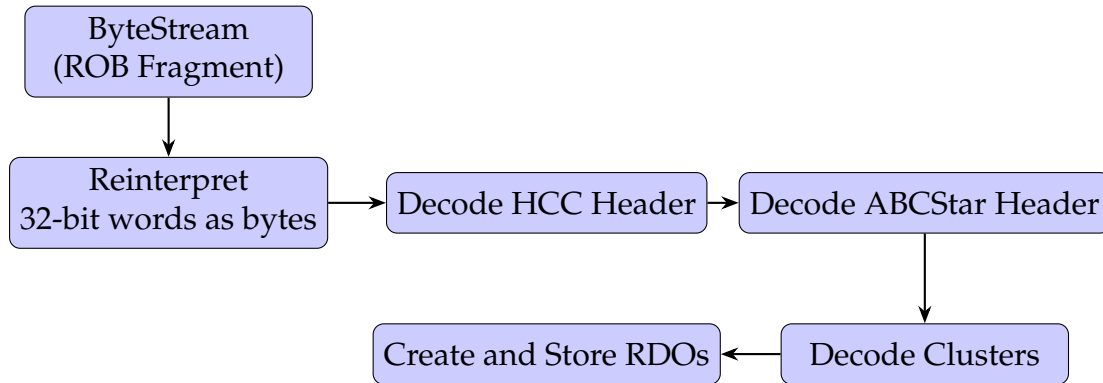 ByteStream
(ROB Fragment)
Reinterpret
32-bit words as bytes
Decode HCC Header
Decode ABCStar Header
Decode Clusters
Create and Store RDOs